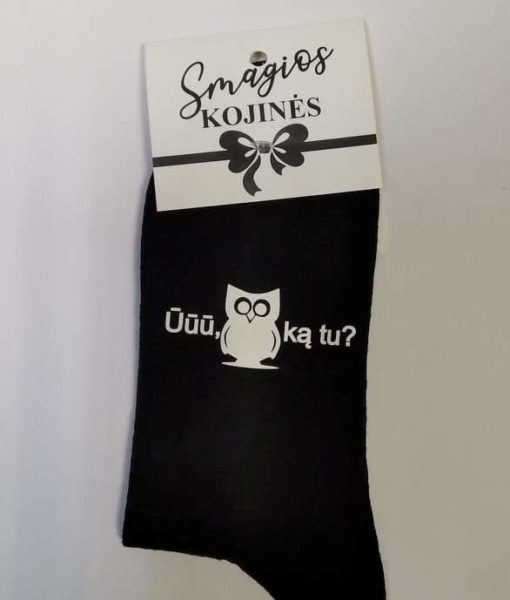 Smagios
KOJINĖS
Ūūū, ką tu?